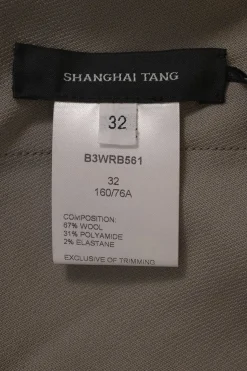 SHANGHAI TANG
32
B3WRB561
32
160/76A
COMPOSITION:
67% WOOL
31% POLYAMIDE
2% ELASTANE
EXCLUSIVE OF TRIMMING